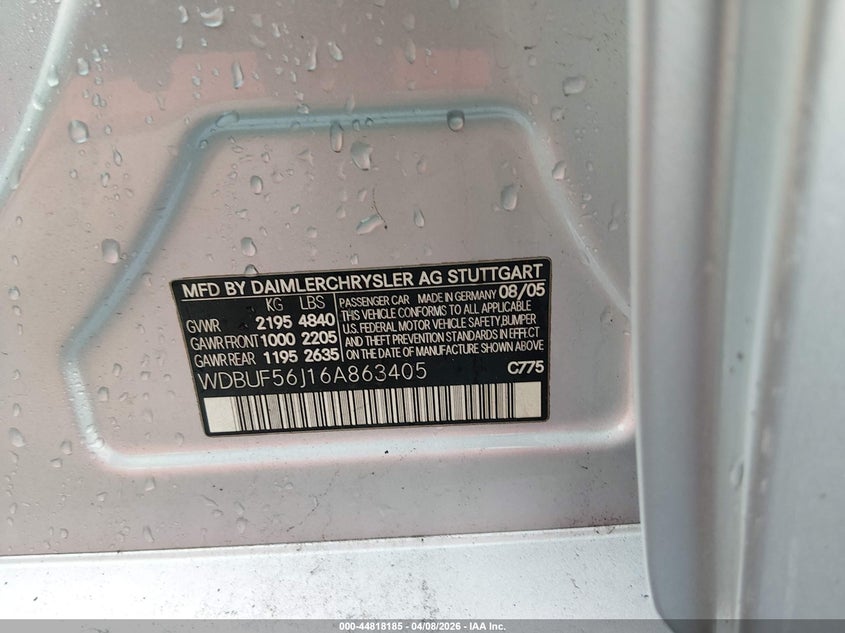 MFD BY DAIMLERCHRYSLER AG STUTTGART
KG LBS
GVWR 2195 4840
GAWR FRONT 1000 2205
GAWR REAR 1195 2635
PASSENGER CAR MADE IN GERMANY 08/05
THIS VEHICLE CONFORMS TO ALL APPLICABLE
U.S. FEDERAL MOTOR VEHICLE SAFETY,BUMPER
AND THEFT PREVENTION STANDARDS IN EFFECT
ON THE DATE OF MANUFACTURE SHOWN ABOVE
WDBUF56J16A863405 C775
000-44818185 - 04/08/2026 - IAA Inc.